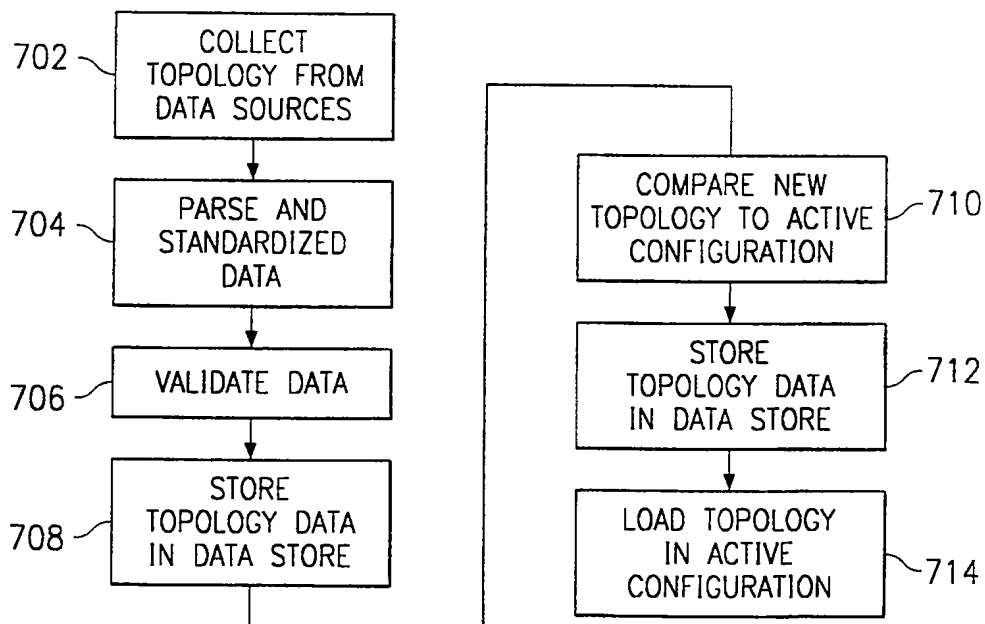 702
COLLECT
TOPOLOGY FROM
DATA SOURCES
704
PARSE AND
STANDARDIZED
DATA
706
VALIDATE DATA
708
STORE
TOPOLOGY DATA
IN DATA STORE
COMPARE NEW
TOPOLOGY TO ACTIVE
CONFIGURATION
710
STORE
TOPOLOGY DATA
IN DATA STORE
712
LOAD TOPOLOGY
IN ACTIVE
CONFIGURATION
714